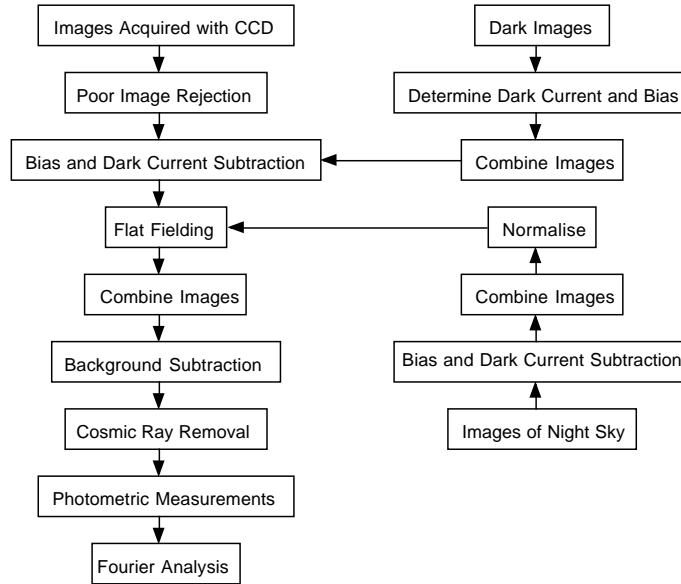 Images Acquired with CCD
Dark Images
Poor Image Rejection
Determine Dark Current and Bias
Bias and Dark Current Subtraction
Combine Images
Flat Fielding
Normalise
Combine Images
Combine Images
Background Subtraction
Bias and Dark Current Subtraction
Cosmic Ray Removal
Images of Night Sky
Photometric Measurements
Fourier Analysis